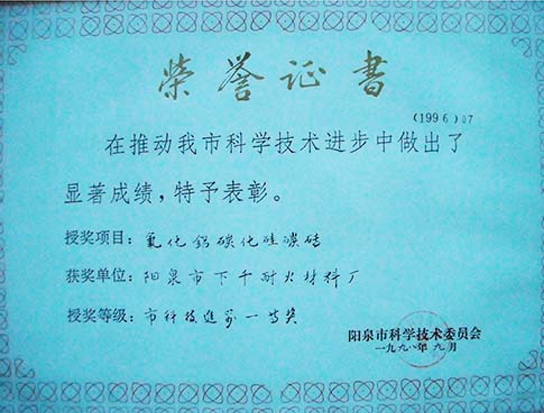 荣誉证书
(1996)07
在推动我市科学技术进步中做出了
显著成绩，特予表彰。
授奖项目：氧化铝碳化硅碳砖
获奖单位：阳泉市下千耐火材料厂
授奖等级：市科技进步一等奖
阳泉市科学技术委员会
一九九八年九月